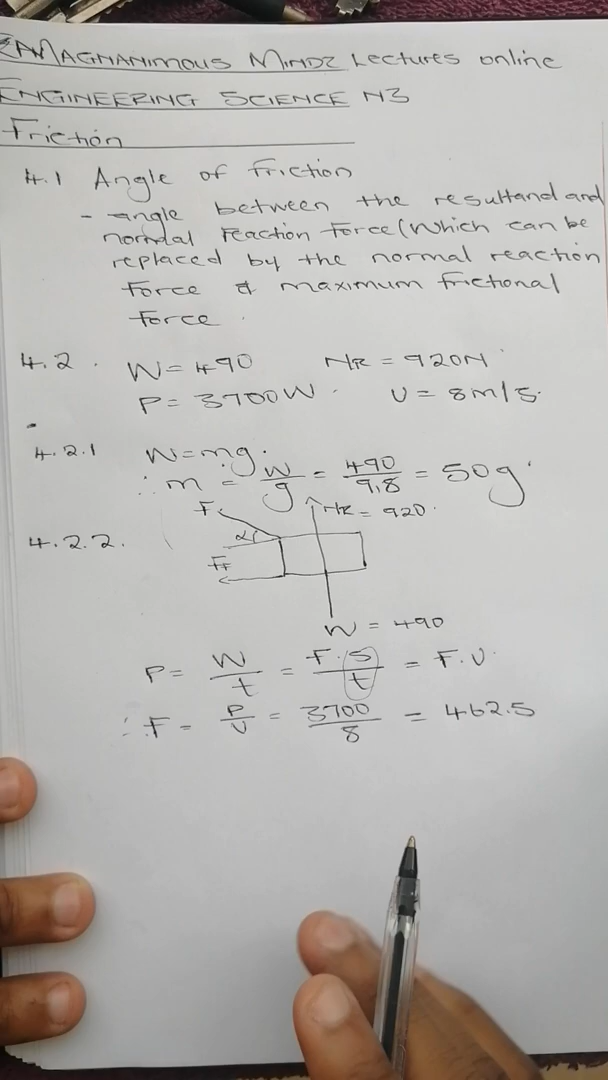 MAGNANIMOUS MINDZ Lectures online
ENGINEERING SCIENCE N3
Friction
4.1 Angle of friction
- angle between the resultand and
normal reaction force (Which can be
replaced by the normal reaction
force & maximum frictional
force.
4.2. W = 490 NR = 920N
P = 3700W. U = 8m/s.
4.2.1 W = mg.
∴ m = W/g = 490/9,8 = 50g
F NR = 920.
4.2.2. α
Ff
W = 490
P = W/t = F.S/t = F.U.
∴ F = P/U = 3700/8 = 462.5